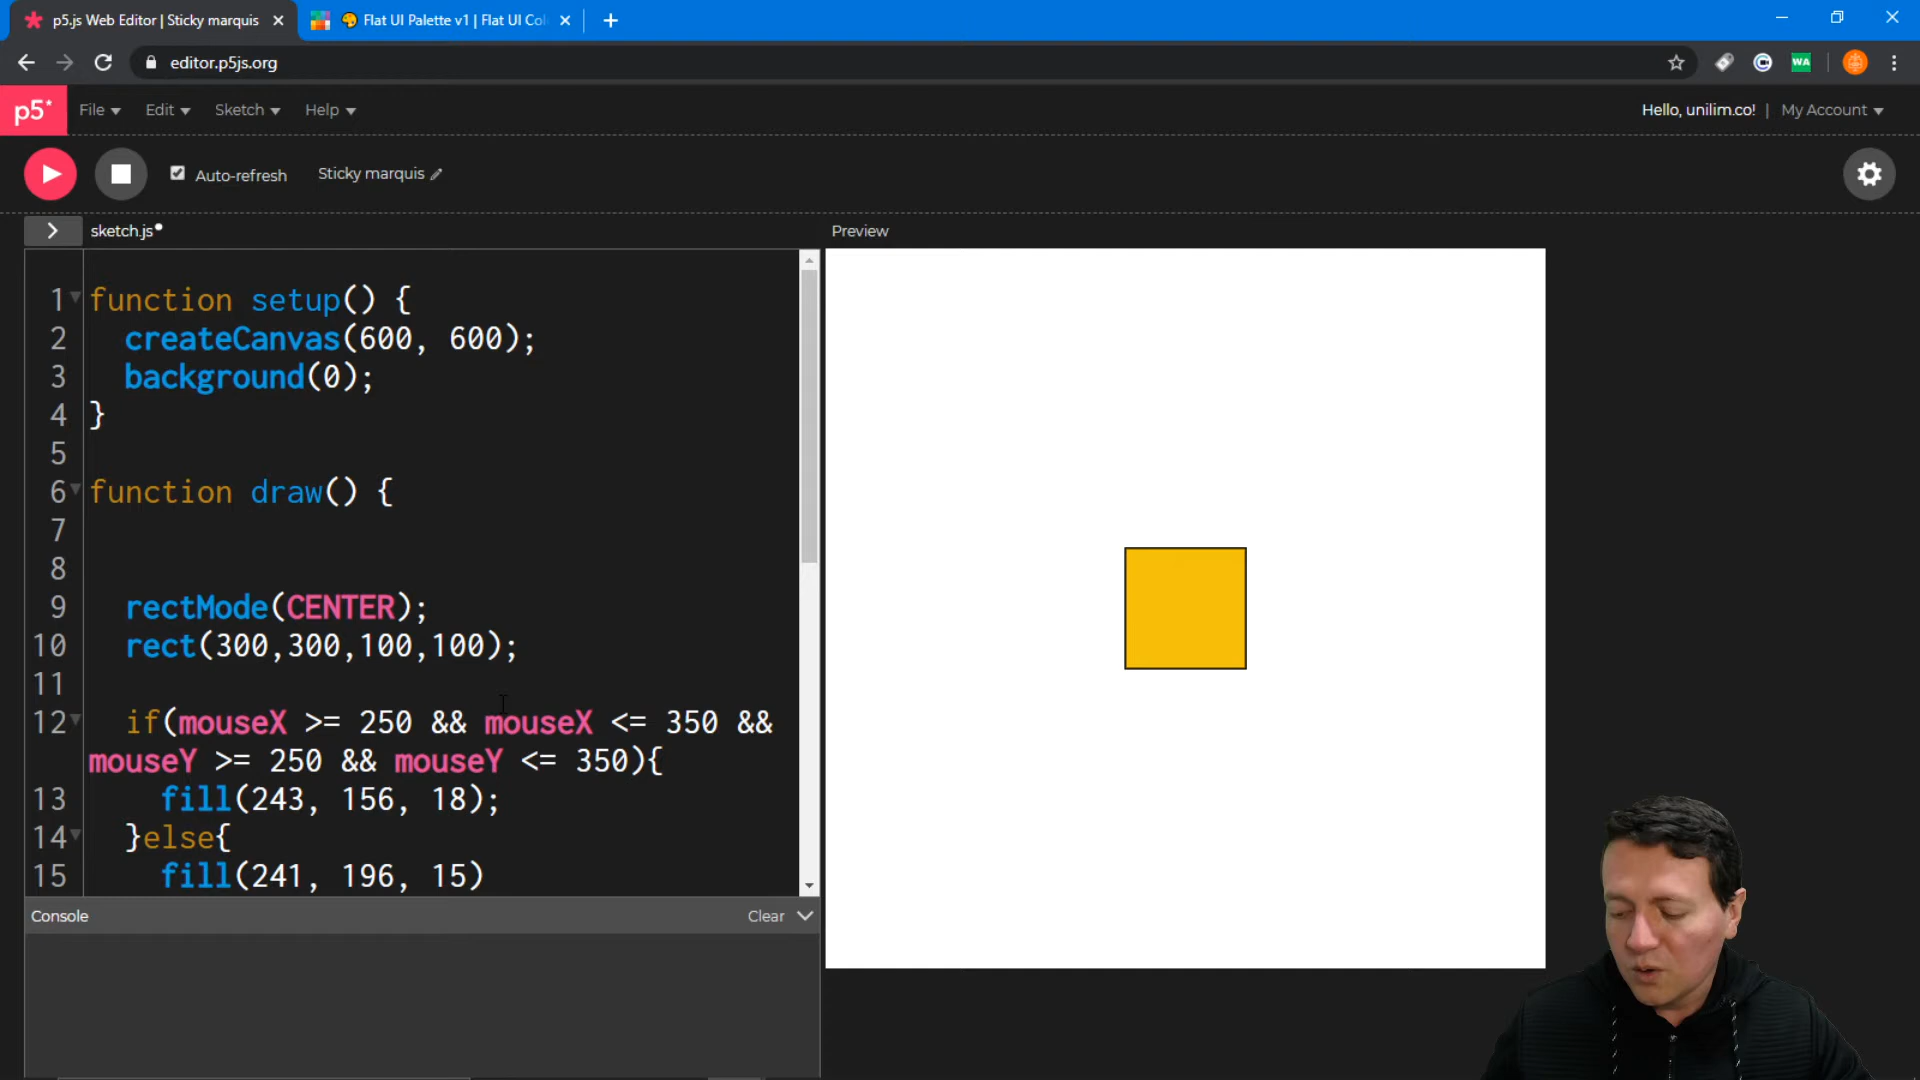 p5.js Web Editor | Sticky marquis
Flat UI Palette v1 | Flat UI Col
editor.p5js.org
WA
p5*
File
Edit
Sketch
Help
Hello, unilim.co!
|
My Account
Auto-refresh
Sticky marquis
sketch.js
Preview
1 function setup() {
2 createCanvas(600, 600);
3 background(0);
4 }
5
6 function draw() {
7
8
9 rectMode(CENTER);
10 rect(300,300,100,100);
11
12 if(mouseX >= 250 && mouseX <= 350 &&
mouseY >= 250 && mouseY <= 350){
13 fill(243, 156, 18);
14 }else{
15 fill(241, 196, 15)
Console
Clear